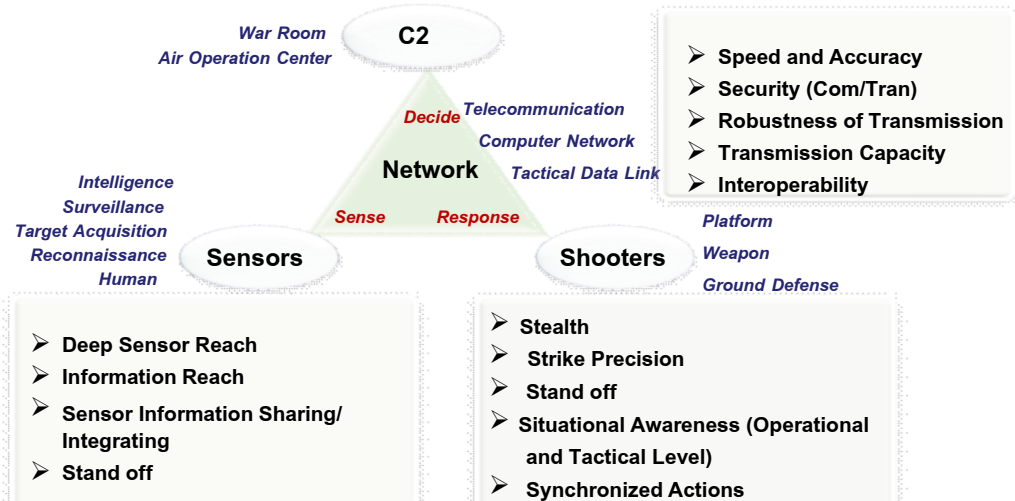 War Room
Air Operation Center
C2
Decide
Telecommunication
Computer Network
Tactical Data Link
Network
Sense
Response
➢ Speed and Accuracy
➢ Security (Com/Tran)
➢ Robustness of Transmission
➢ Transmission Capacity
➢ Interoperability
Intelligence
Surveillance
Target Acquisition
Reconnaissance
Human
Sensors
Shooters
Platform
Weapon
Ground Defense
➢ Deep Sensor Reach
➢ Information Reach
➢ Sensor Information Sharing/
Integrating
➢ Stand off
➢ Stealth
➢ Strike Precision
➢ Stand off
➢ Situational Awareness (Operational
and Tactical Level)
➢ Synchronized Actions